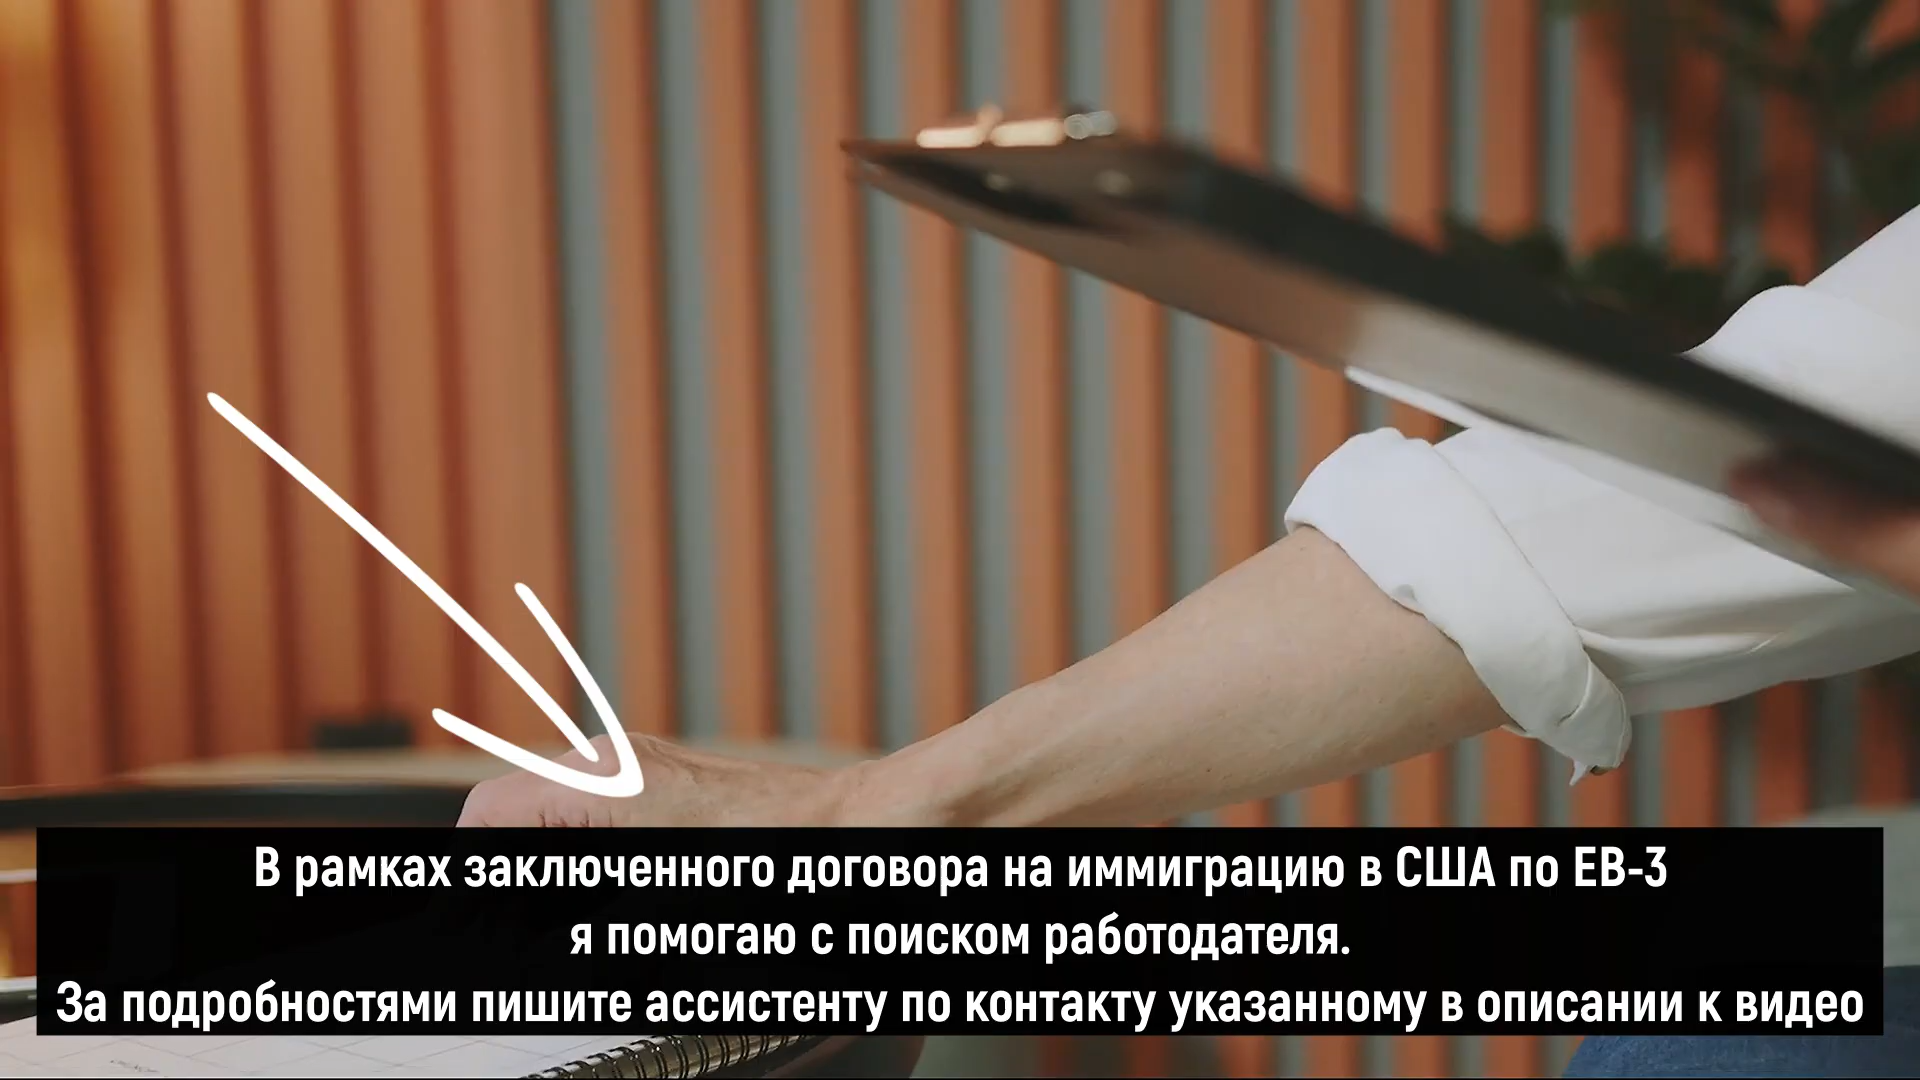 В рамках заключенного договора на иммиграцию в США по ЕВ-3
я помогаю с поиском работодателя.
За подробностями пишите ассистенту по контакту указанному в описании к видео